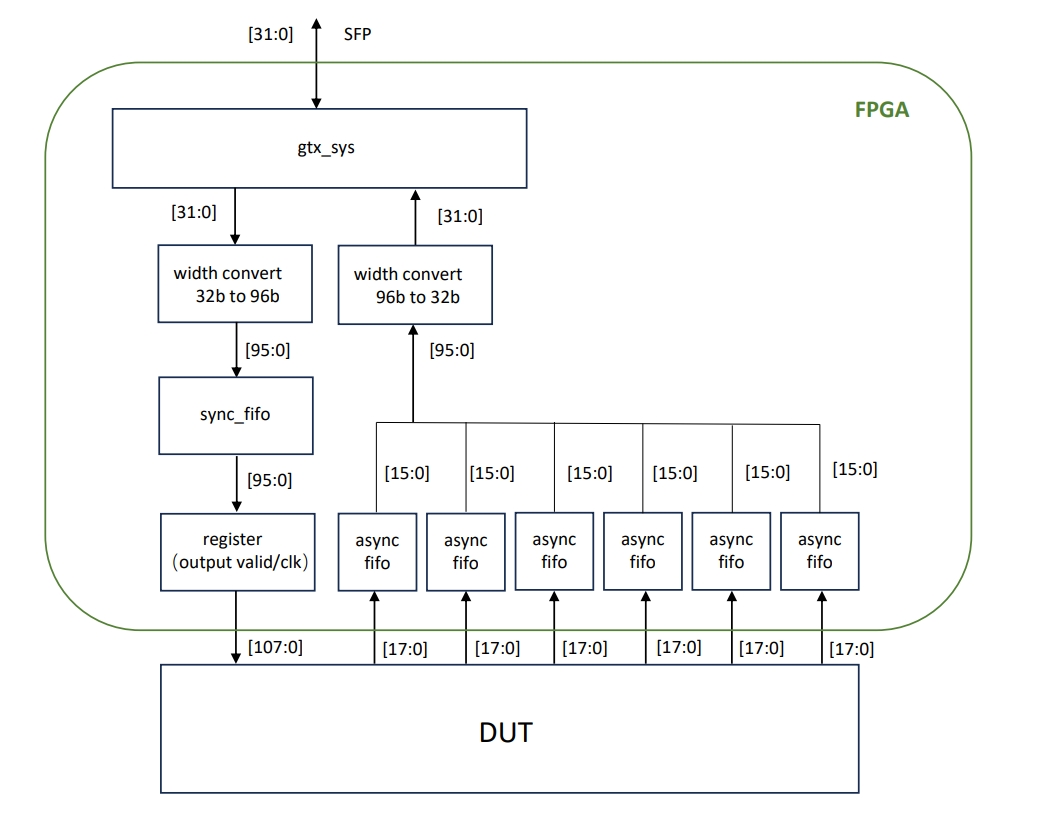 [31:0] SFP
FPGA
gtx_sys
[31:0] [31:0]
width convert
32b to 96b
width convert
96b to 32b
[95:0] [95:0]
sync_fifo
[95:0] [15:0] [15:0] [15:0] [15:0] [15:0] [15:0]
register
（output valid/clk）
async
fifo
async
fifo
async
fifo
async
fifo
async
fifo
async
fifo
[107:0] [17:0] [17:0] [17:0] [17:0] [17:0] [17:0]
DUT